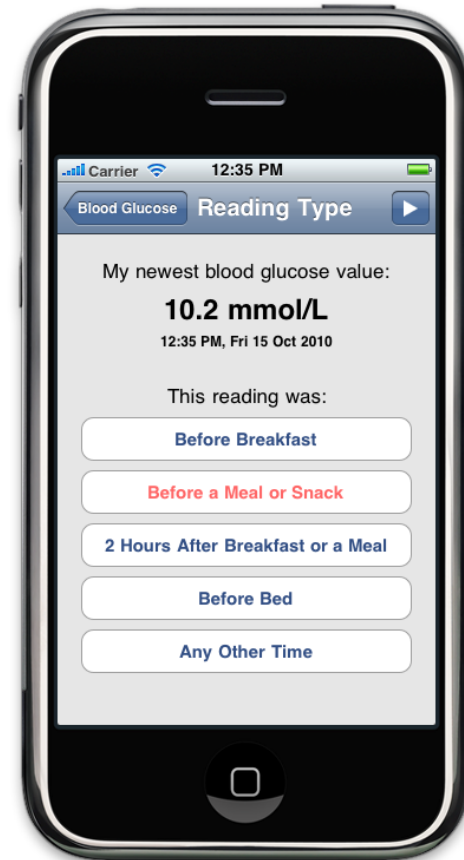 Carrier 12:35 PM
Blood Glucose Reading Type
My newest blood glucose value:
10.2 mmol/L
12:35 PM, Fri 15 Oct 2010
This reading was:
Before Breakfast
Before a Meal or Snack
2 Hours After Breakfast or a Meal
Before Bed
Any Other Time